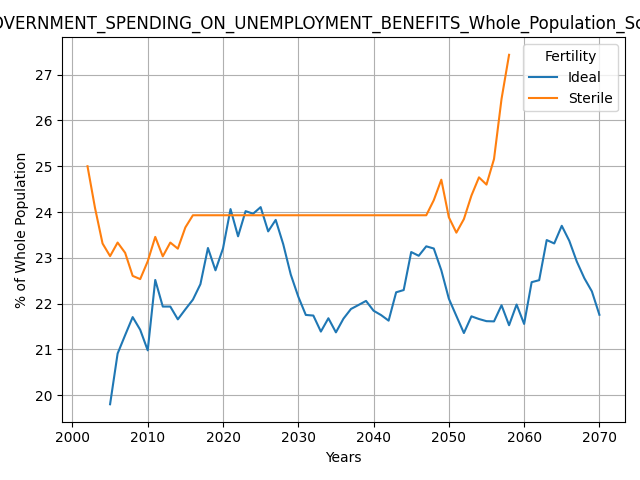 OVERNMENT_SPENDING_ON_UNEMPLOYMENT_BENEFITS_Whole_Population_Sc
Fertility
Ideal
Sterile
% of Whole Population
27
26
25
24
23
22
21
20
2000 2010 2020 2030 2040 2050 2060 2070
Years